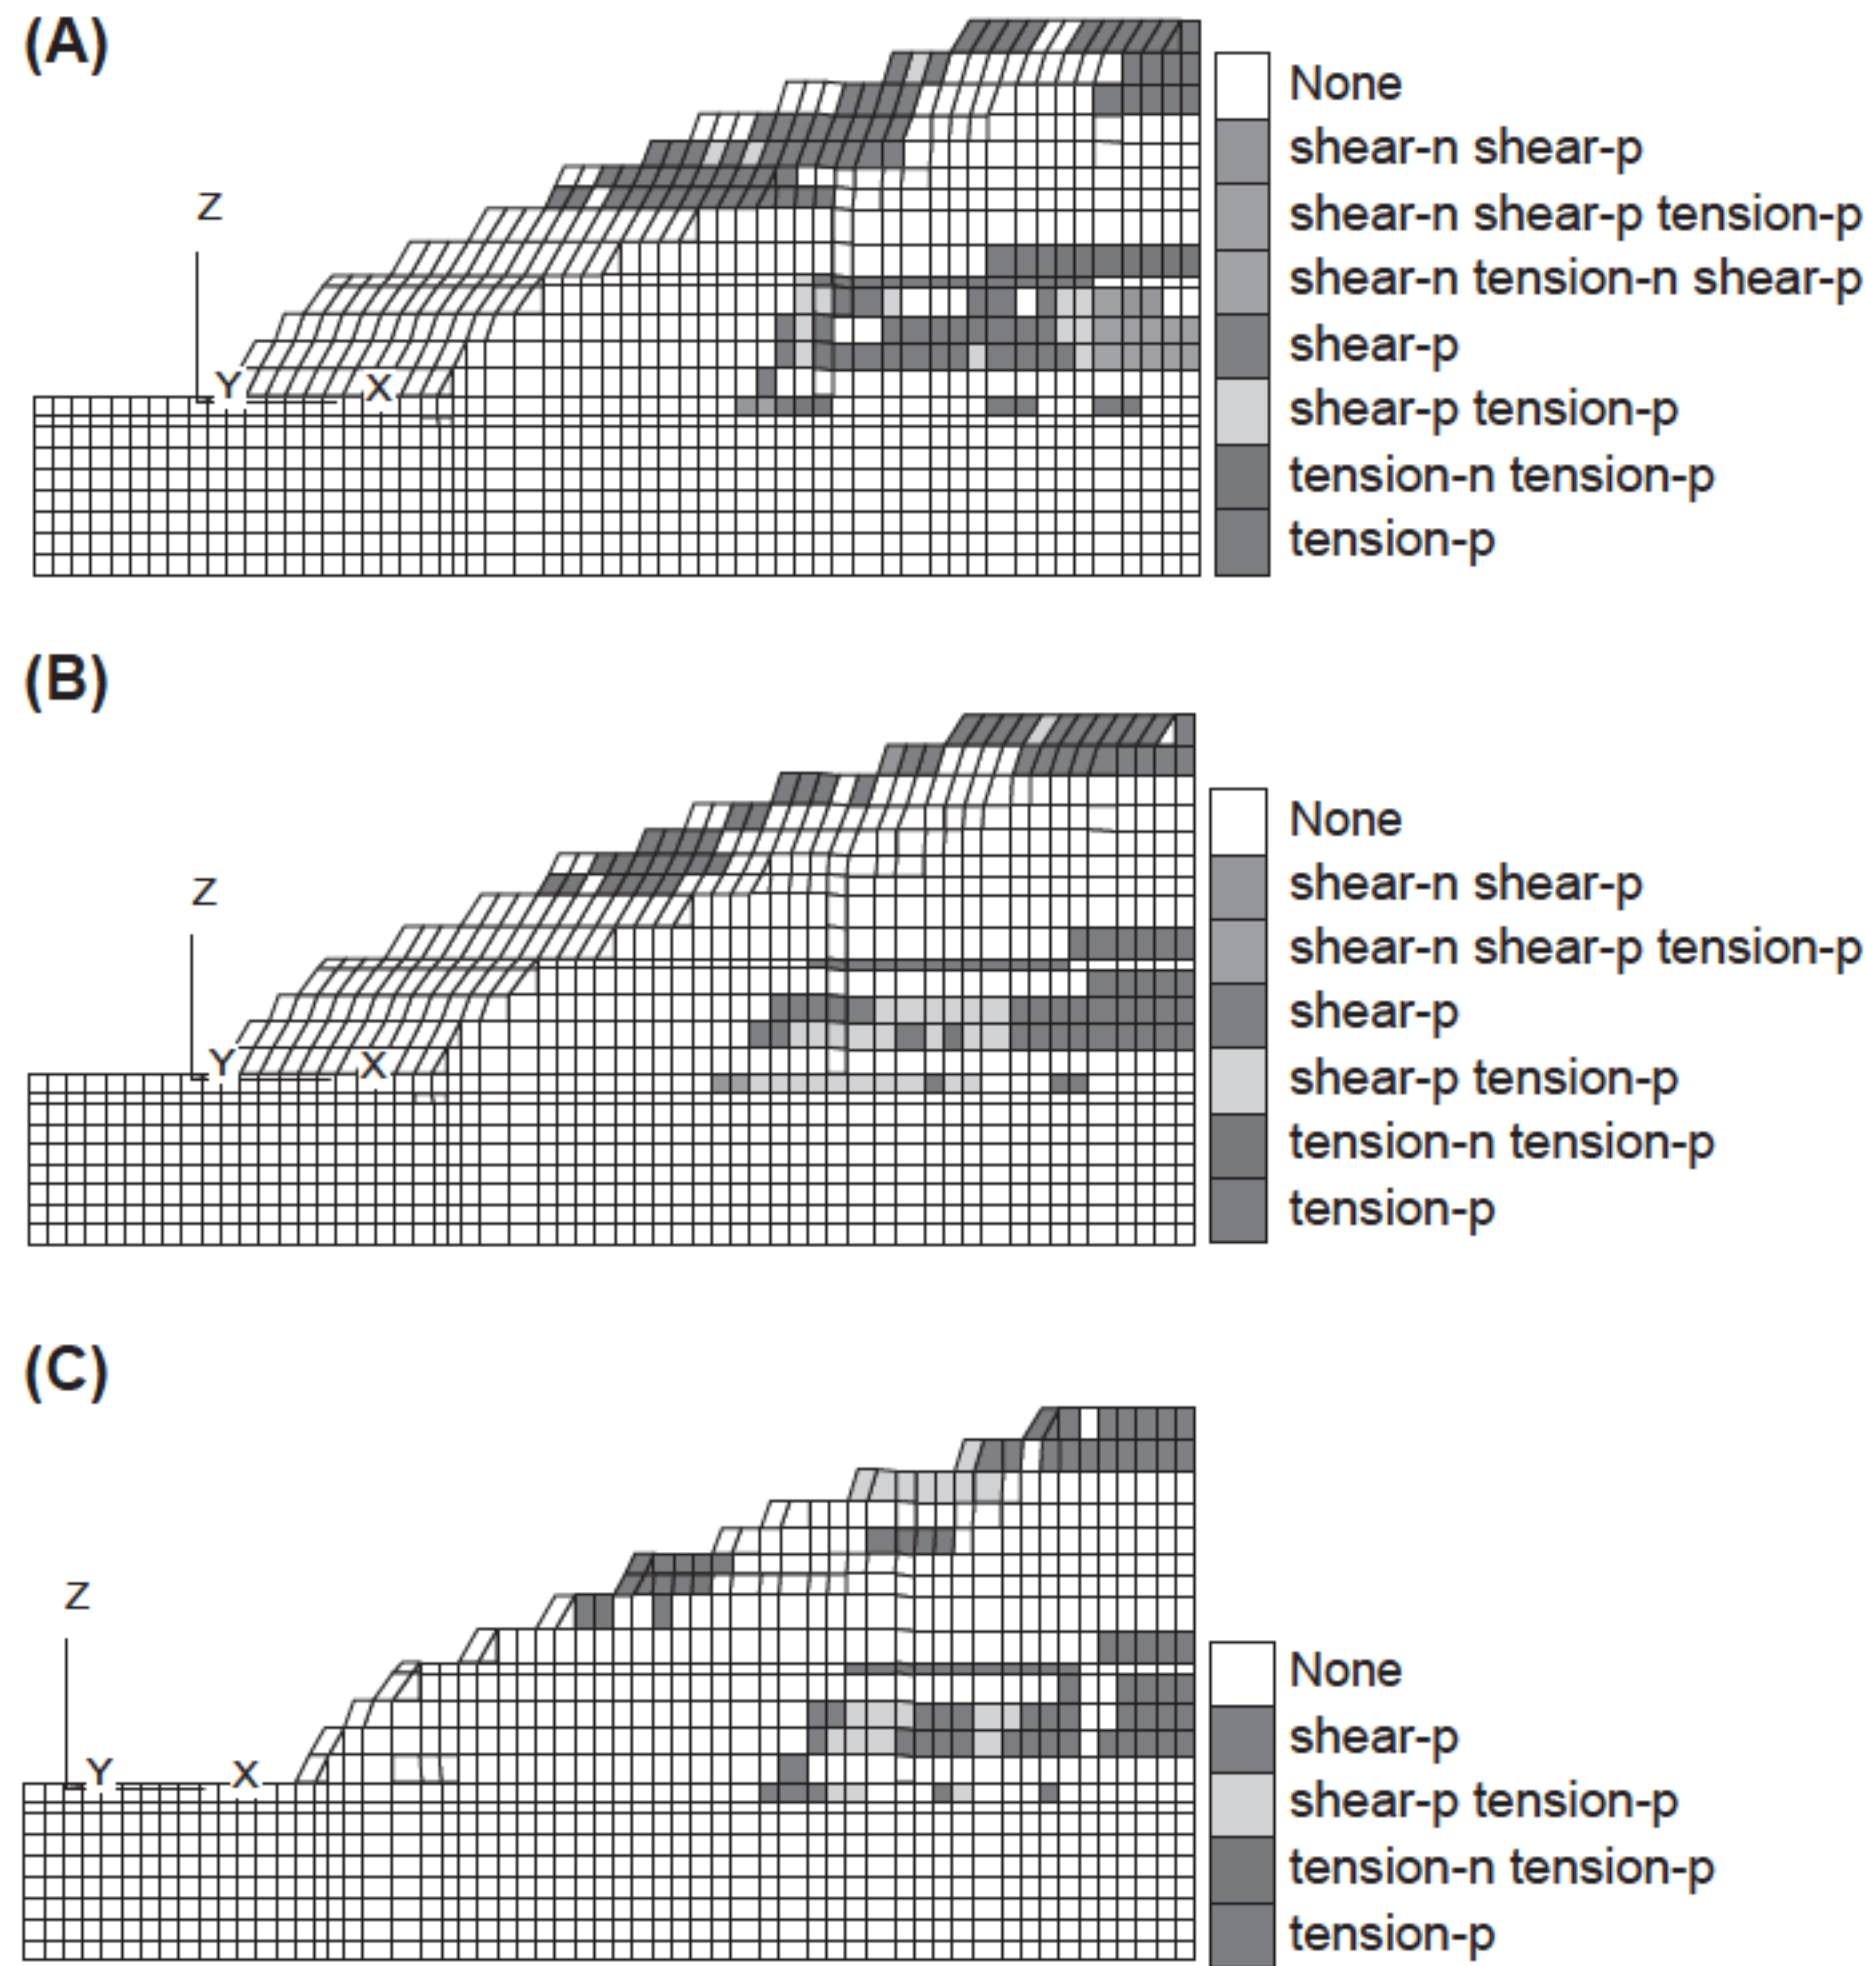 (A)
Z
Y
X
None
shear-n shear-p
shear-n shear-p tension-p
shear-n tension-n shear-p
shear-p
shear-p tension-p
tension-n tension-p
tension-p
(B)
Z
Y
X
None
shear-n shear-p
shear-n shear-p tension-p
shear-p
shear-p tension-p
tension-n tension-p
tension-p
(C)
Z
Y
X
None
shear-p
shear-p tension-p
tension-n tension-p
tension-p